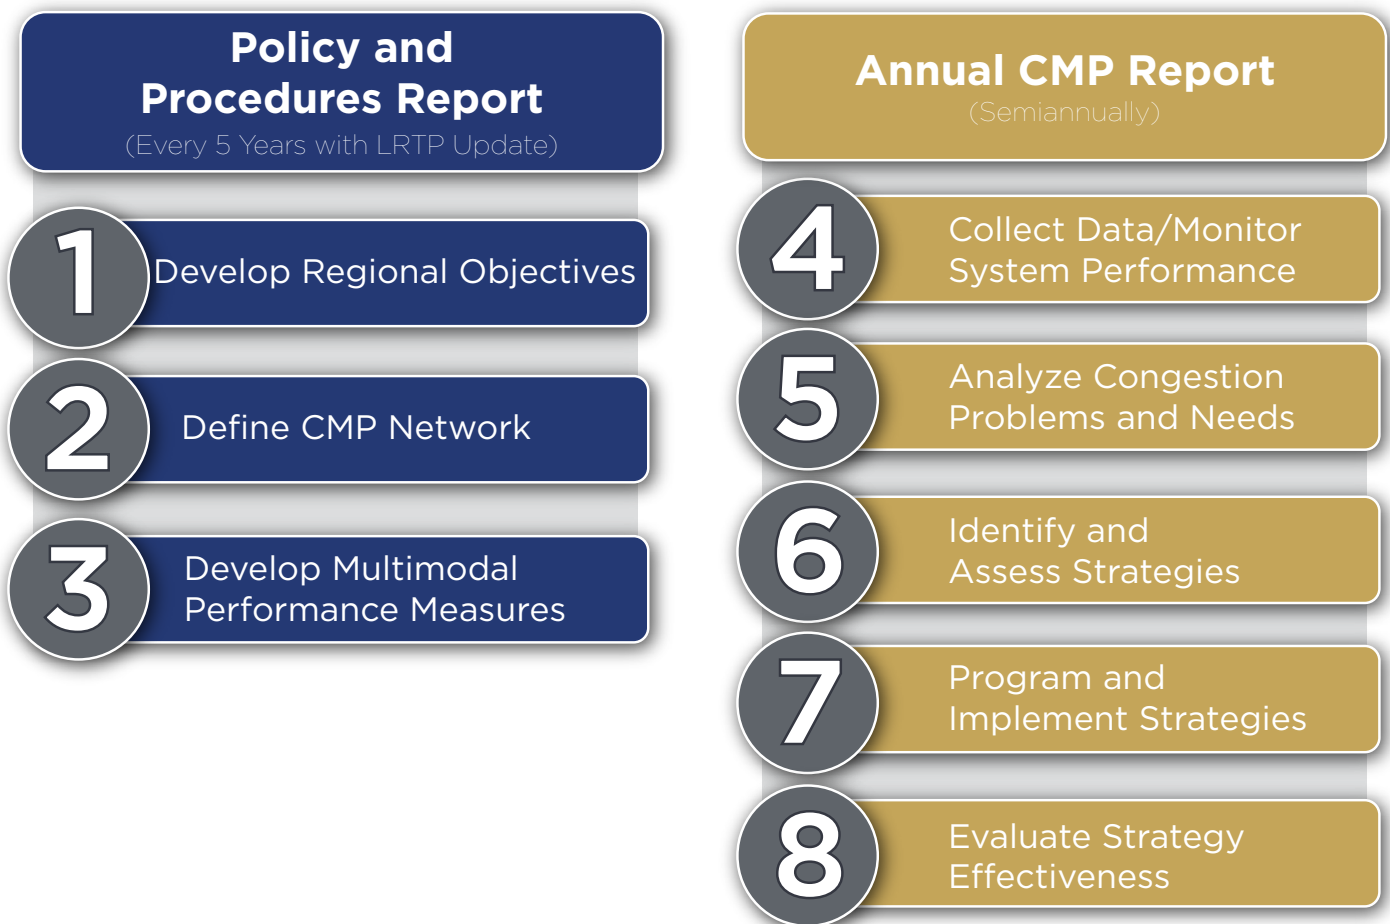 Policy and
Procedures Report
(Every 5 Years with LRTP Update)
1
Develop Regional Objectives
2
Define CMP Network
3
Develop Multimodal
Performance Measures
Annual CMP Report
(Semiannually)
4
Collect Data/Monitor
System Performance
5
Analyze Congestion
Problems and Needs
6
Identify and
Assess Strategies
7
Program and
Implement Strategies
8
Evaluate Strategy
Effectiveness